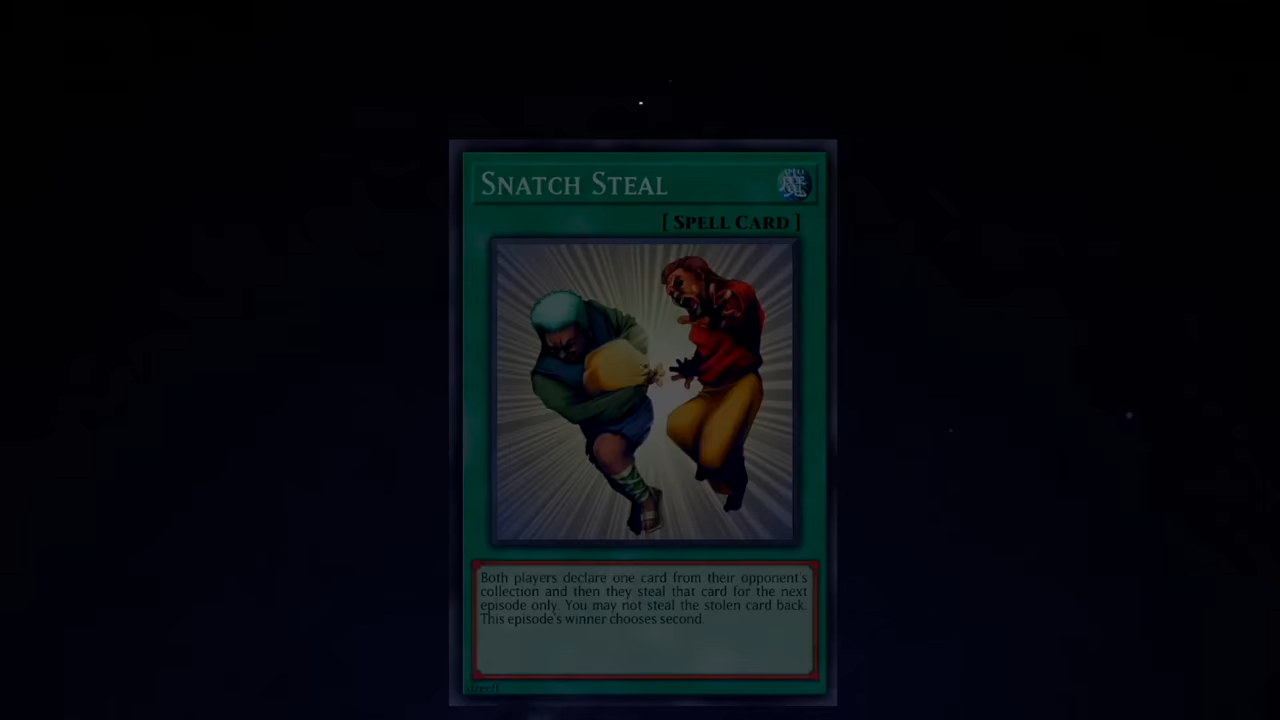 Snatch Steal
魔
[ Spell Card ]
Both players declare one card from their opponent's
collection and then they steal that card for the next
episode only. You may not steal the stolen card back.
This episode's winner chooses second.